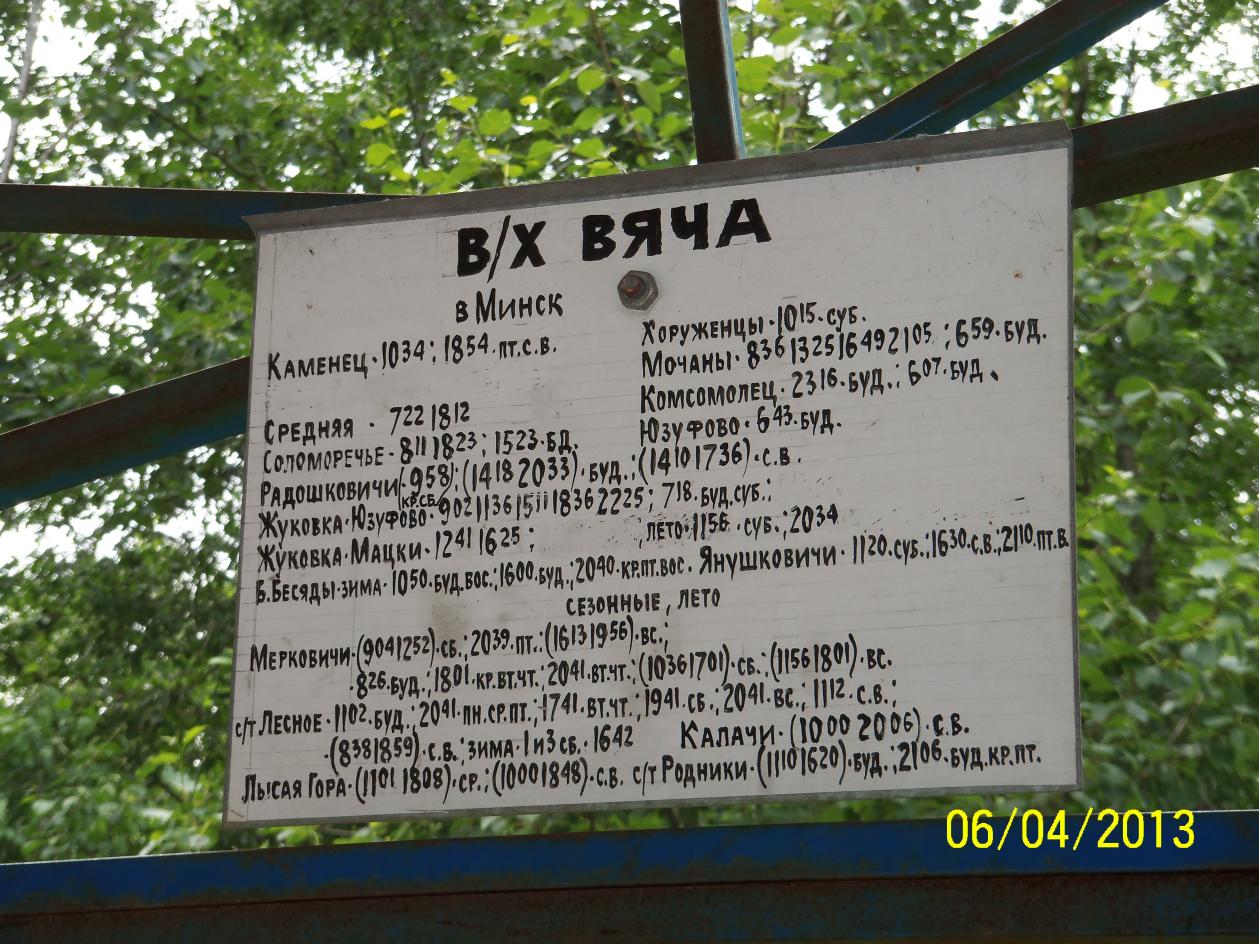 В/Х ВЯЧА
в Минск
Каменец · 1034; 1854 · пт.с.в.
Хоруженцы · 1015 · суб.
Мочаны · 836 1325 1649 2105; 659 · буд.
Комсомолец · 2316 · буд.; 607 · буд.
Средняя · 722 1812
Юзуфово · 643 · буд.
Соломоречье · 811 1823; 1523 · БД.
Радошковичи (958); (1418 2033) · буд.; (1410 1736) · с.в.
кр.сб.
Жуковка · Юзуфово · 902 1136 1511 1836 2225; 718 · буд.суб.;
Жуковка · Мацки · 1241 1625; лето · 1156 · суб.; 2034
Б.Бесяды · зима · 1050 · буд.вос.; 1600 · буд.; 2040 · кр.пт.вос. Янушковичи · 1120 · суб.; 1630 · с.в.; 2110 · пт.в.
сезонные, лето
Мерковичи · (904 1252) · сб.; 2039 · пт.; (1613 1956) · вс.;
· 826 · буд.; 1801 · кр.вт.чт.; 2041 · вт.чт.; (1036 1701) · сб.; (1156 1801) · вс.
с/т Лесное · 1102 · буд.; 2041 · пн.ср.пт.; 1741 · вт.чт.; 1941 · сб.; 2041 · вс.; 1112 · с.в.;
· (838 1859) · с.в.; зима · 1 и 3 сб. · 1642 Калачи · (1000 2006) · с.в.
Лысая Гора · (1101 1808) · ср.; (1000 1848) · с.в. с/т Родники · (1110 1620) · буд.; 2106 · буд.кр.пт.
06/04/2013